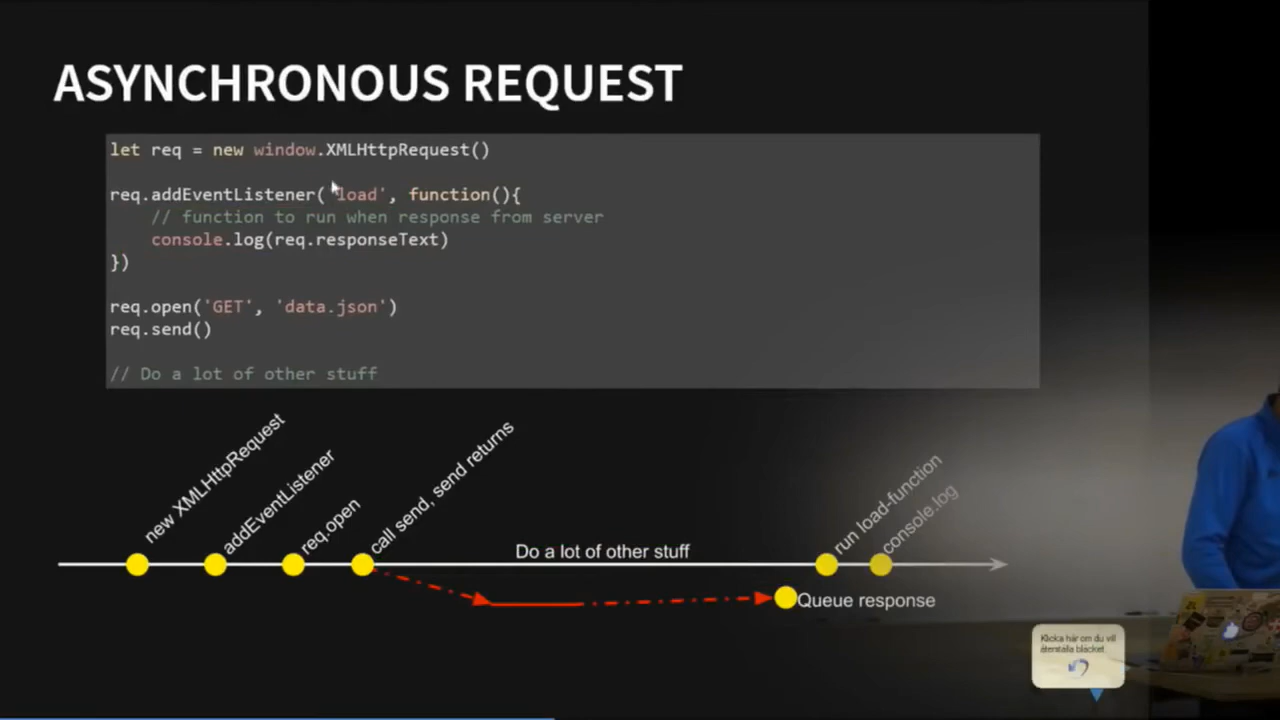 ASYNCHRONOUS REQUEST
let req = new window.XMLHttpRequest()
req.addEventListener('load', function(){
// function to run when response from server
console.log(req.responseText)
})
req.open('GET', 'data.json')
req.send()
// Do a lot of other stuff
new XMLHttpRequest
addEventListener
req.open
call send, send returns
Do a lot of other stuff
run load-function
console.log
Queue response
Klicka här om du vill
återställa bläcket.